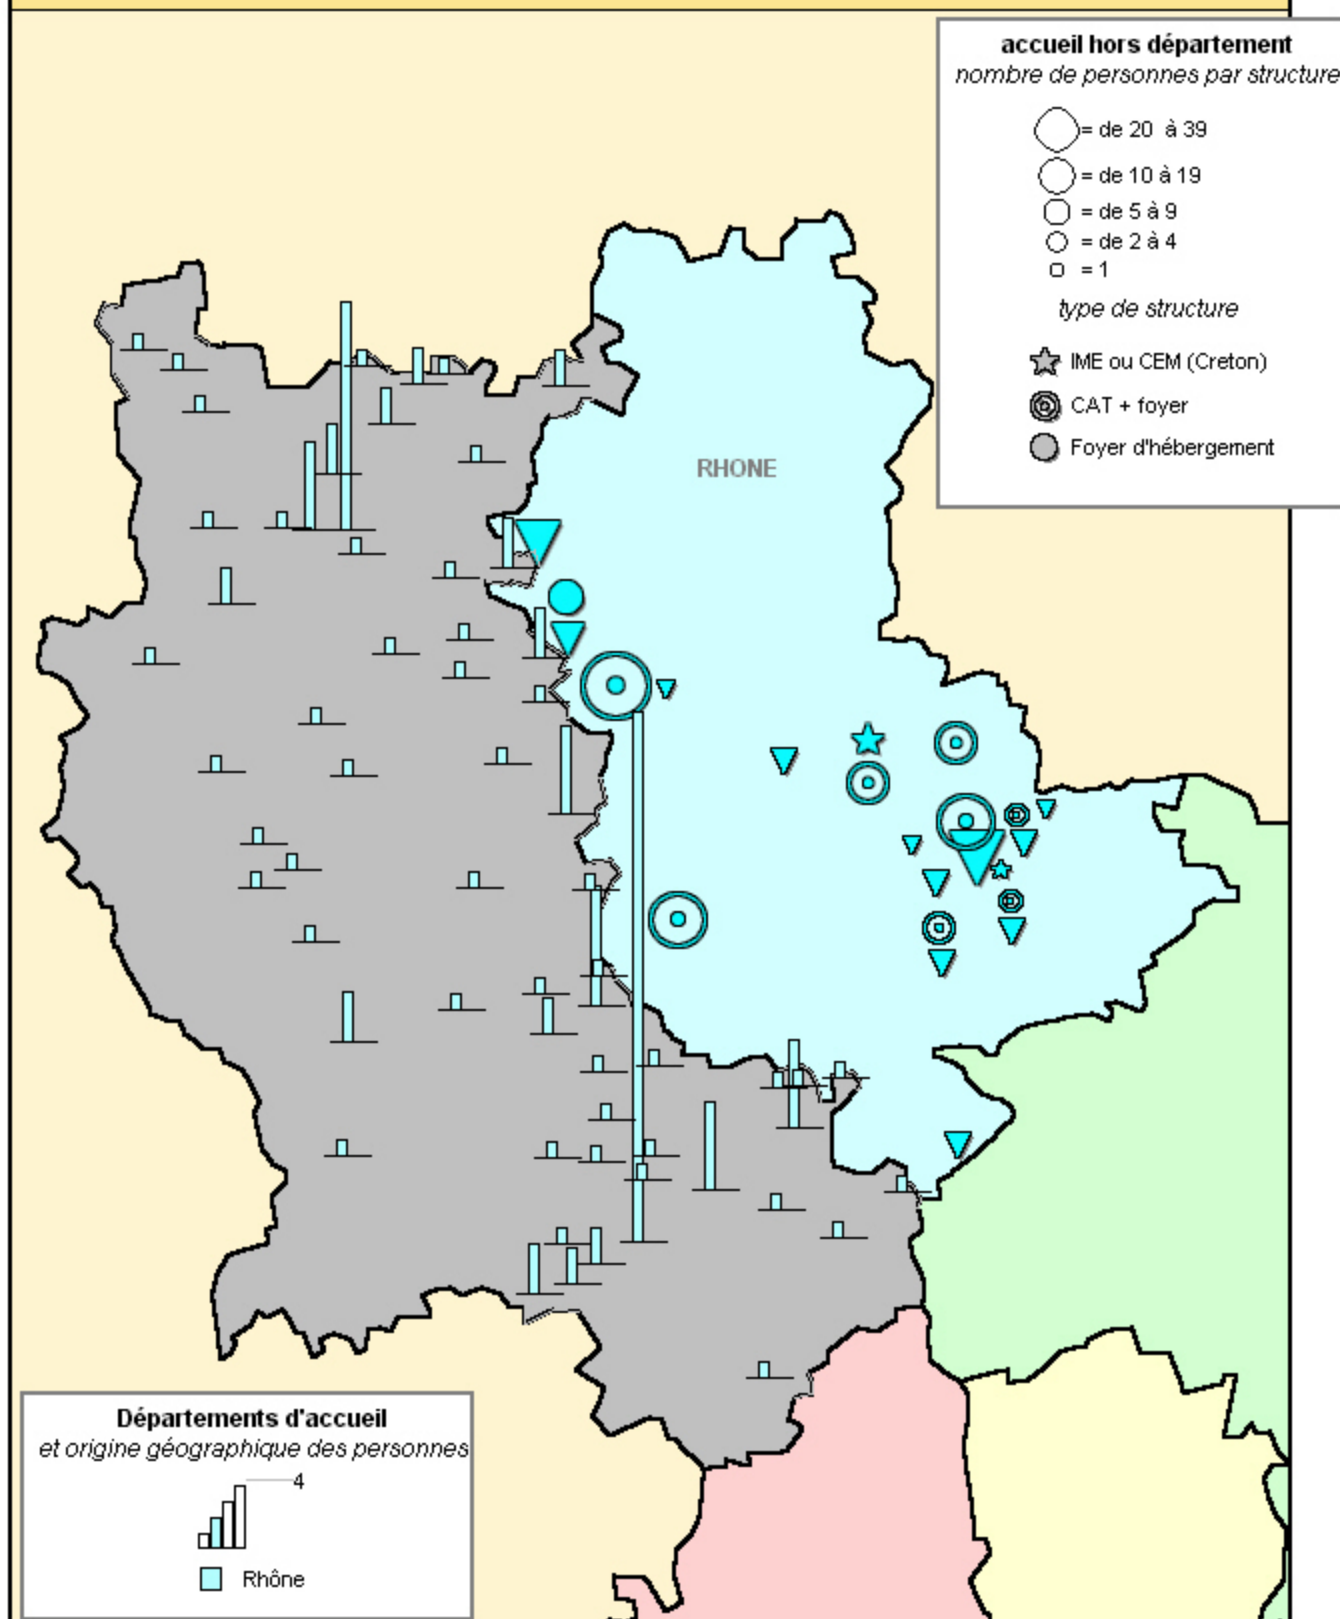 accueil hors département
nombre de personnes par structure
= de 20 à 39
= de 10 à 19
= de 5 à 9
= de 2 à 4
= 1
type de structure
IME ou CEM (Creton)
CAT + foyer
Foyer d'hébergement
RHONE
Départements d'accueil
et origine géographique des personnes
4
Rhône